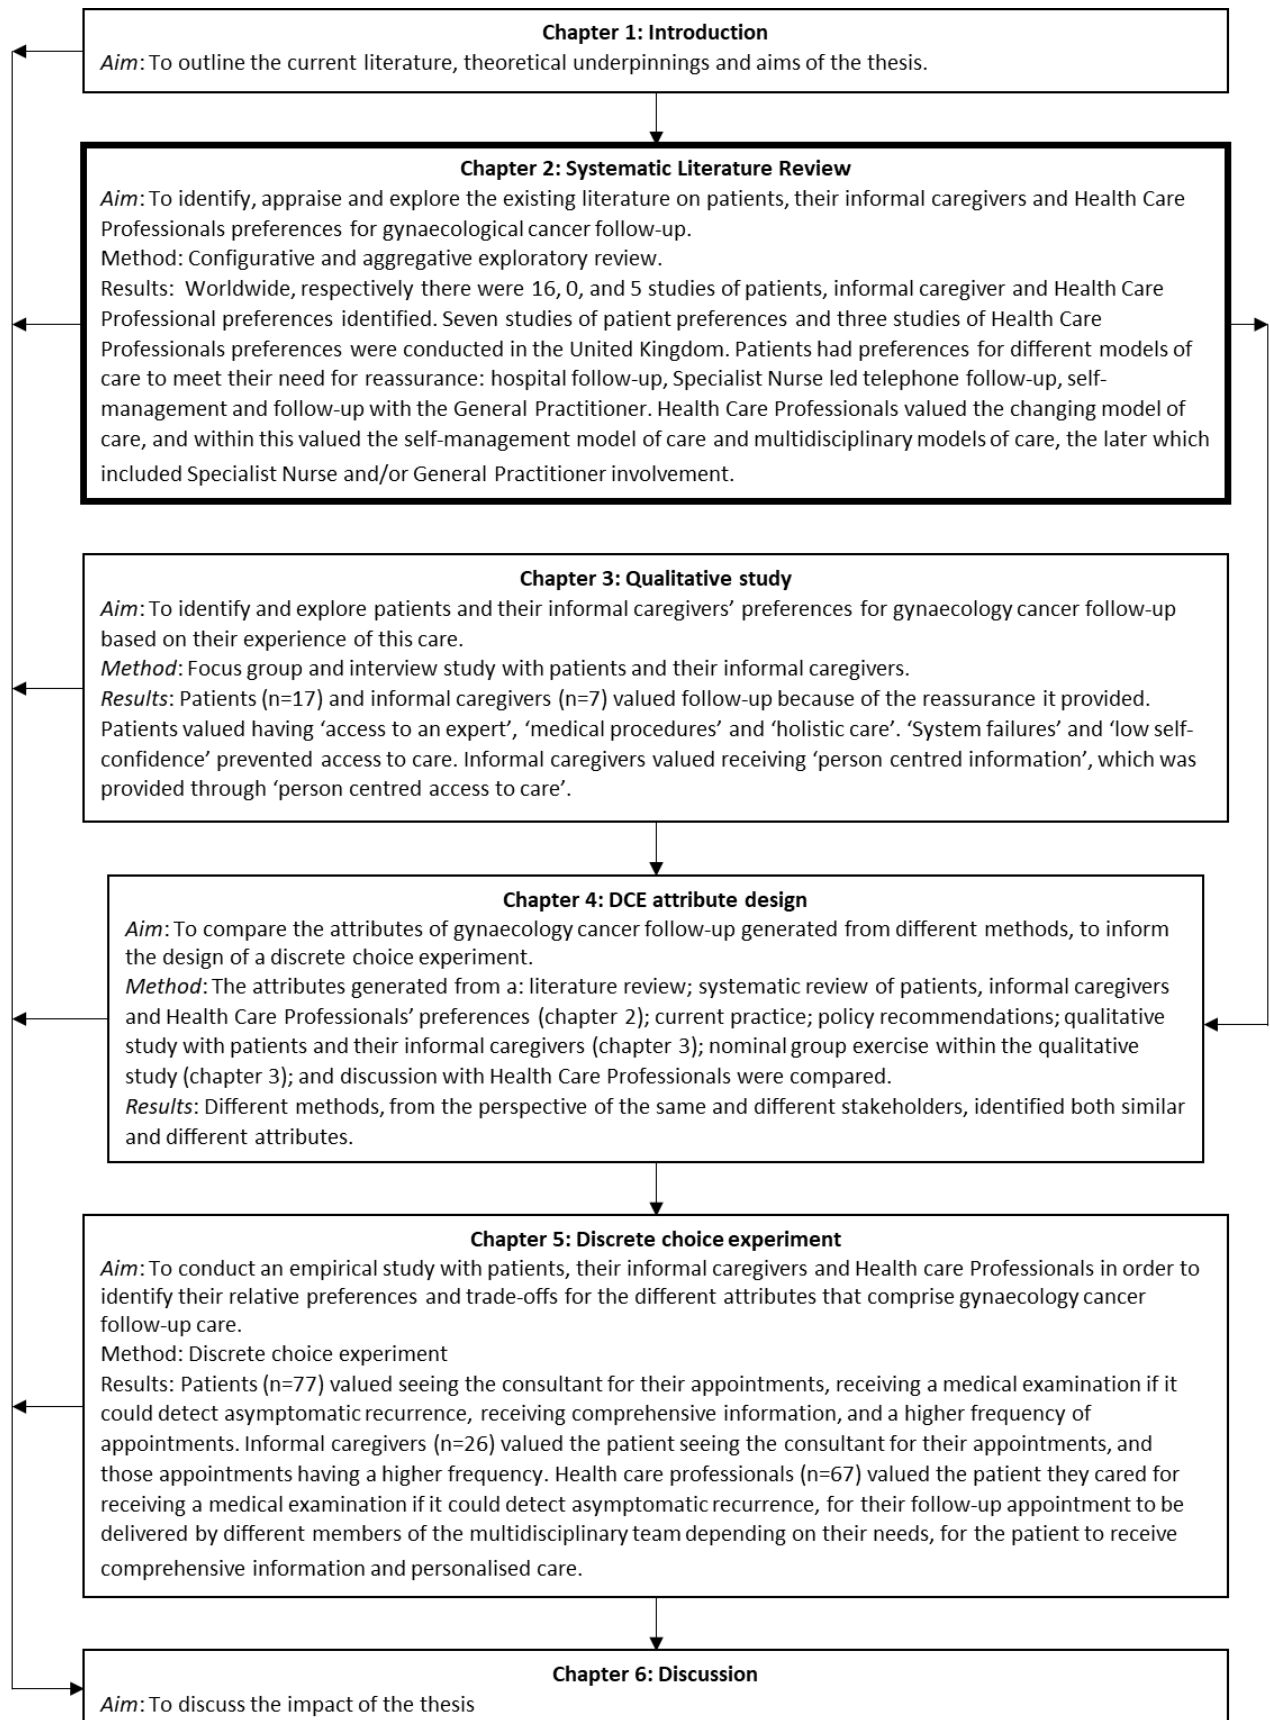 Chapter 1: Introduction
Aim: To outline the current literature, theoretical underpinnings and aims of the thesis.
Chapter 2: Systematic Literature Review
Aim: To identify, appraise and explore the existing literature on patients, their informal caregivers and Health Care
Professionals preferences for gynaecological cancer follow-up.
Method: Configurative and aggregative exploratory review.
Results: Worldwide, respectively there were 16, 0, and 5 studies of patients, informal caregiver and Health Care
Professional preferences identified. Seven studies of patient preferences and three studies of Health Care
Professionals preferences were conducted in the United Kingdom. Patients had preferences for different models of
care to meet their need for reassurance: hospital follow-up, Specialist Nurse led telephone follow-up, self-
management and follow-up with the General Practitioner. Health Care Professionals valued the changing model of
care, and within this valued the self-management model of care and multidisciplinary models of care, the later which
included Specialist Nurse and/or General Practitioner involvement.
Chapter 3: Qualitative study
Aim: To identify and explore patients and their informal caregivers’ preferences for gynaecology cancer follow-up
based on their experience of this care.
Method: Focus group and interview study with patients and their informal caregivers.
Results: Patients (n=17) and informal caregivers (n=7) valued follow-up because of the reassurance it provided.
Patients valued having ‘access to an expert’, ‘medical procedures’ and ‘holistic care’. ‘System failures’ and ‘low self-
confidence’ prevented access to care. Informal caregivers valued receiving ‘person centred information’, which was
provided through ‘person centred access to care’.
Chapter 4: DCE attribute design
Aim: To compare the attributes of gynaecology cancer follow-up generated from different methods, to inform
the design of a discrete choice experiment.
Method: The attributes generated from a: literature review; systematic review of patients, informal caregivers
and Health Care Professionals’ preferences (chapter 2); current practice; policy recommendations; qualitative
study with patients and their informal caregivers (chapter 3); nominal group exercise within the qualitative
study (chapter 3); and discussion with Health Care Professionals were compared.
Results: Different methods, from the perspective of the same and different stakeholders, identified both similar
and different attributes.
Chapter 5: Discrete choice experiment
Aim: To conduct an empirical study with patients, their informal caregivers and Health care Professionals in order to
identify their relative preferences and trade-offs for the different attributes that comprise gynaecology cancer
follow-up care.
Method: Discrete choice experiment
Results: Patients (n=77) valued seeing the consultant for their appointments, receiving a medical examination if it
could detect asymptomatic recurrence, receiving comprehensive information, and a higher frequency of
appointments. Informal caregivers (n=26) valued the patient seeing the consultant for their appointments, and
those appointments having a higher frequency. Health care professionals (n=67) valued the patient they cared for
receiving a medical examination if it could detect asymptomatic recurrence, for their follow-up appointment to be
delivered by different members of the multidisciplinary team depending on their needs, for the patient to receive
comprehensive information and personalised care.
Chapter 6: Discussion
Aim: To discuss the impact of the thesis